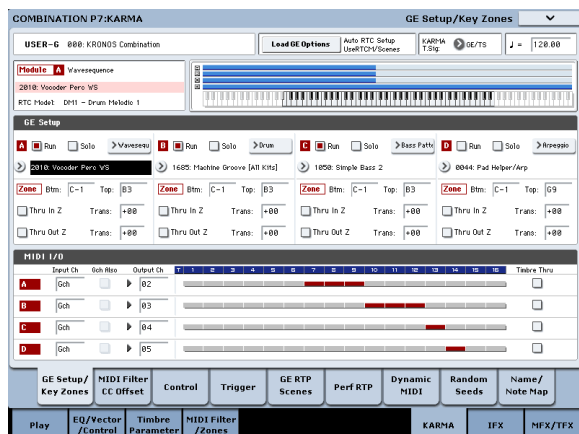 COMBINATION P7:KARMA GE Setup/Key Zones
USER-G 000: KRONOS Combination Load GE Options Auto RTC Setup UseRTCM/Scenes KARMA T.Stg: GE/TS ♩ = 120.00
Module A Wavesequence
2010: Vocoder Perc WS
RTC Model: DM1 - Drum Melodic 1
A B C D
GE Setup
A Run Solo >Wavesequ B Run Solo >Drum C Run Solo >Bass Patte D Run Solo >Arpeggio
2010: Vocoder Perc WS 1685: Machine Groove [All Kits] 1050: Simple Bass 2 0044: Pad Helper/Arp
Zone Btm: C-1 Top: B3 Zone Btm: C-1 Top: B3 Zone Btm: C-1 Top: B3 Zone Btm: C-1 Top: G9
Thru In Z Trans: +00 Thru In Z Trans: +00 Thru In Z Trans: +00 Thru In Z Trans: +00
Thru Out Z Trans: +00 Thru Out Z Trans: +00 Thru Out Z Trans: +00 Thru Out Z Trans: +00
MIDI I/O
Input Ch Gch Also Output Ch T 1 2 3 4 5 6 7 8 9 10 11 12 13 14 15 16 Timbre Thru
A Gch 02
B Gch 03
C Gch 04
D Gch 05
GE Setup/ Key Zones MIDI Filter CC Offset Control Trigger GE RTP Scenes Perf RTP Dynamic MIDI Random Seeds Name/ Note Map
Play EQ/Vector /Control Timbre Parameter MIDI Filter /Zones KARMA IFX MFX/TFX